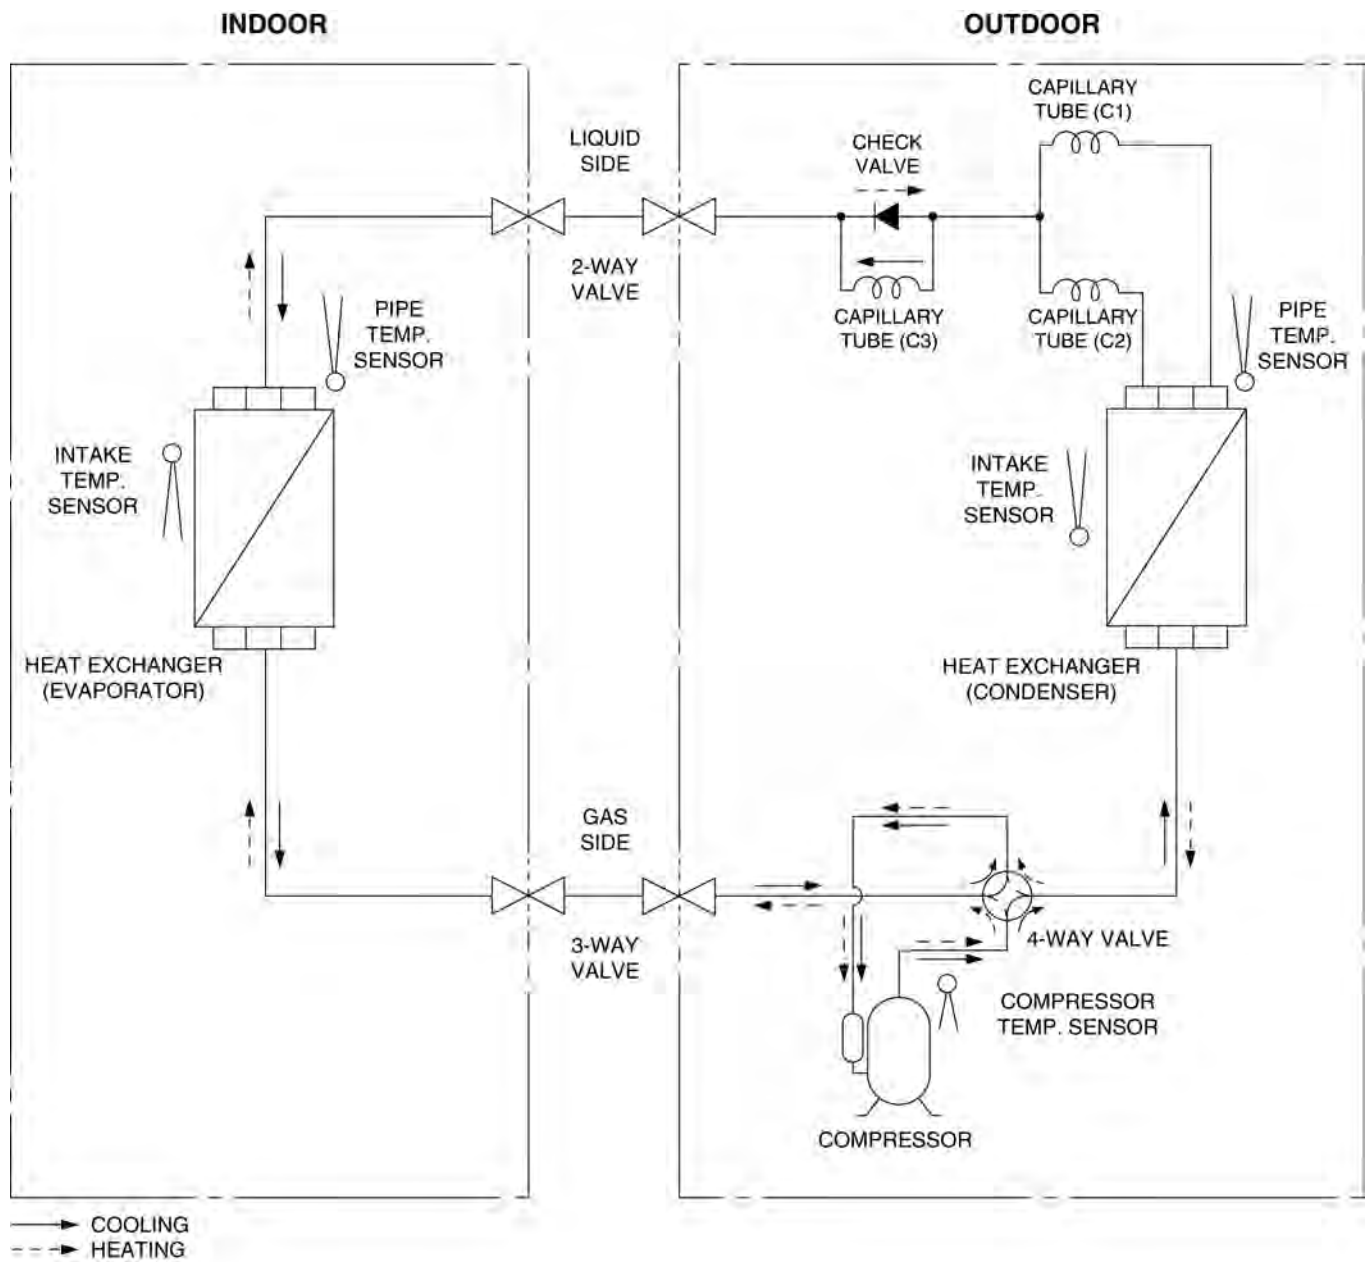 INDOOR
OUTDOOR
CAPILLARY
TUBE (C1)
LIQUID
SIDE
CHECK
VALVE
2-WAY
VALVE
PIPE
TEMP.
SENSOR
CAPILLARY
TUBE (C3)
CAPILLARY
TUBE (C2)
PIPE
TEMP.
SENSOR
INTAKE
TEMP.
SENSOR
INTAKE
TEMP.
SENSOR
HEAT EXCHANGER
(EVAPORATOR)
HEAT EXCHANGER
(CONDENSER)
GAS
SIDE
3-WAY
VALVE
4-WAY VALVE
COMPRESSOR
TEMP. SENSOR
COMPRESSOR
COOLING
HEATING